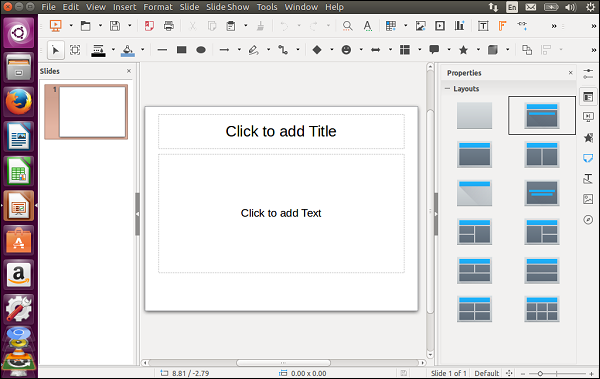 File Edit View Insert Format Slide Slide Show Tools Window Help
En
Slides
Properties
1
Layouts
Click to add Title
Click to add Text
8.81 / -2.79
0.00 x 0.00
Slide 1 of 1
Default